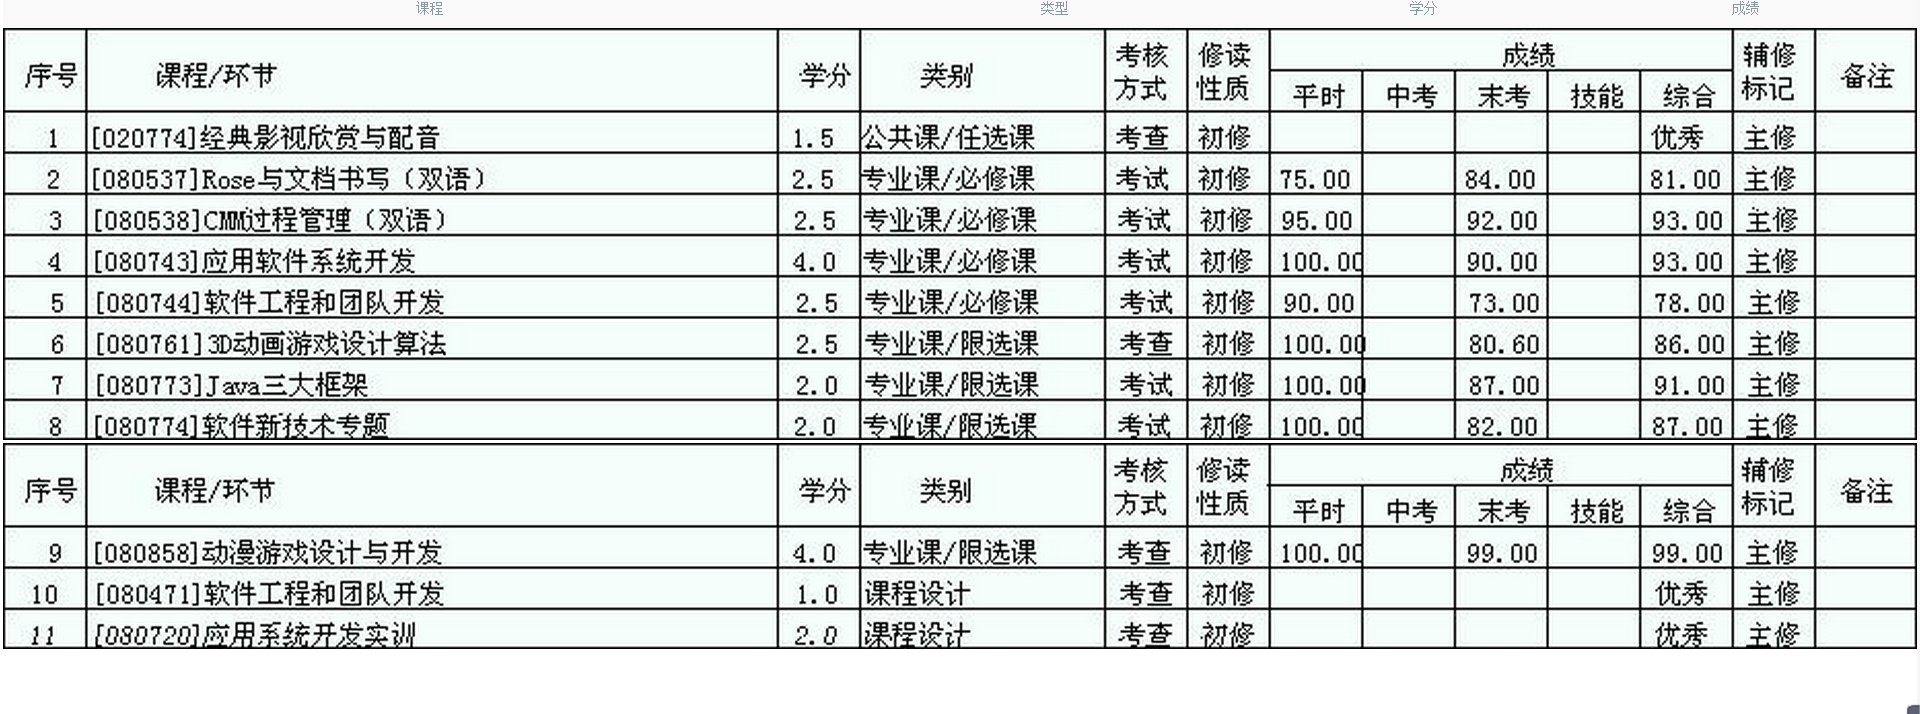 课程 类型 学分 成绩
序号 课程/环节 学分 类别 考核方式 修读性质 成绩 辅修标记 备注
平时 中考 末考 技能 综合
1 [020774]经典影视欣赏与配音 1.5 公共课/任选课 考查 初修 优秀 主修
2 [080537]Rose与文档书写（双语） 2.5 专业课/必修课 考试 初修 75.00 84.00 81.00 主修
3 [080538]CMM过程管理（双语） 2.5 专业课/必修课 考试 初修 95.00 92.00 93.00 主修
4 [080743]应用软件系统开发 4.0 专业课/必修课 考试 初修 100.00 90.00 93.00 主修
5 [080744]软件工程和团队开发 2.5 专业课/必修课 考试 初修 90.00 73.00 78.00 主修
6 [080761]3D动画游戏设计算法 2.5 专业课/限选课 考查 初修 100.00 80.60 86.00 主修
7 [080773]Java三大框架 2.0 专业课/限选课 考试 初修 100.00 87.00 91.00 主修
8 [080774]软件新技术专题 2.0 专业课/限选课 考试 初修 100.00 82.00 87.00 主修
序号 课程/环节 学分 类别 考核方式 修读性质 成绩 辅修标记 备注
平时 中考 末考 技能 综合
9 [080858]动漫游戏设计与开发 4.0 专业课/限选课 考查 初修 100.00 99.00 99.00 主修
10 [080471]软件工程和团队开发 1.0 课程设计 考查 初修 优秀 主修
11 [080720]应用系统开发实训 2.0 课程设计 考查 初修 优秀 主修